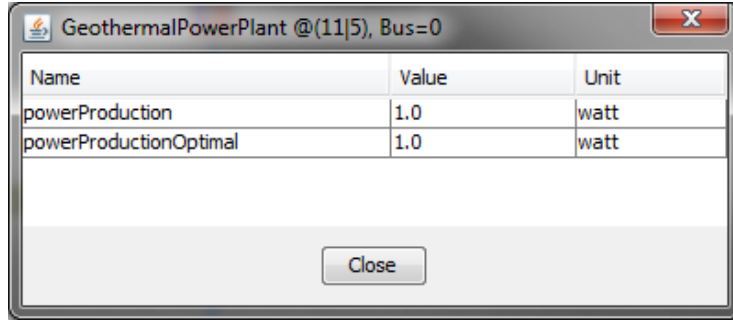 GeothermalPowerPlant @(11|5), Bus=0
Name Value Unit
powerProduction 1.0 watt
powerProductionOptimal 1.0 watt
Close